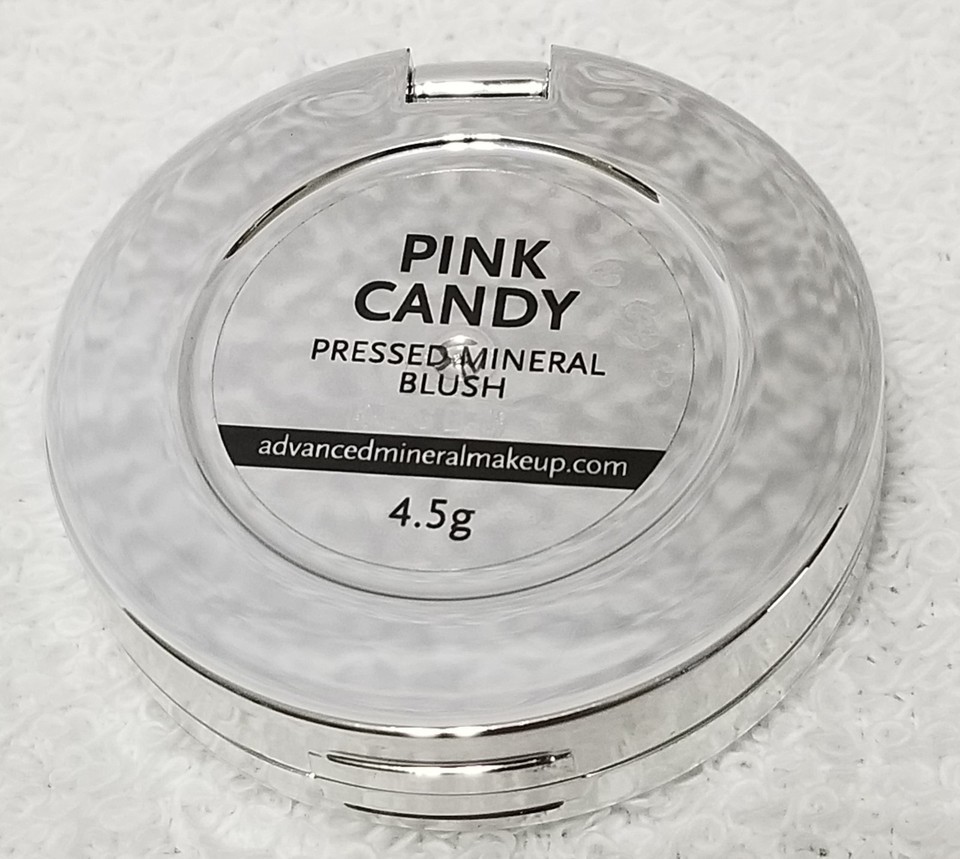 PINK
CANDY
PRESSED MINERAL
BLUSH
advancedmineralmakeup.com
4.5g